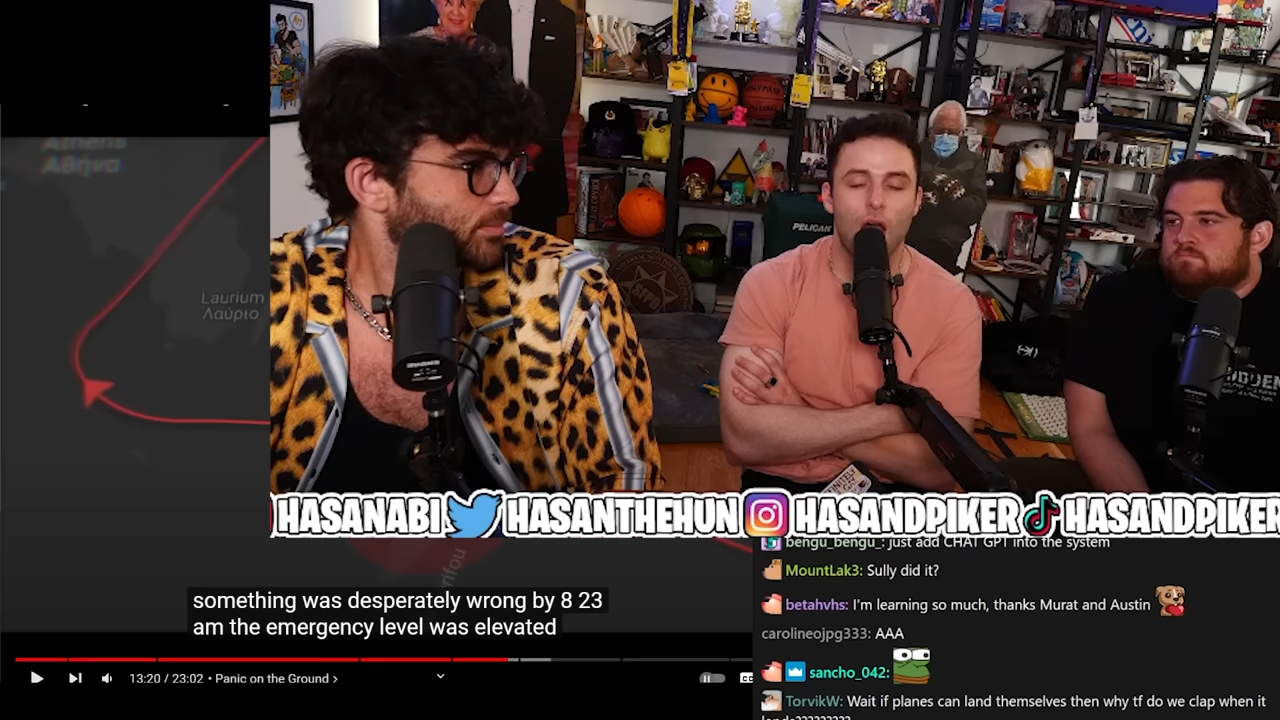 Athens
Αθήνα
Laurium
Λαύριο
PELICAN
HASANABI HASANTHEHUN HASANDPIKER HASANDPIKER
something was desperately wrong by 8 23
am the emergency level was elevated
13:20 / 23:02 • Panic on the Ground ›
bengu_bengu_: just add CHAT GPT into the system
MountLak3: Sully did it?
betahvhs: I'm learning so much, thanks Murat and Austin
carolineojpg333: AAA
sancho_042:
TorvikW: Wait if planes can land themselves then why tf do we clap when it